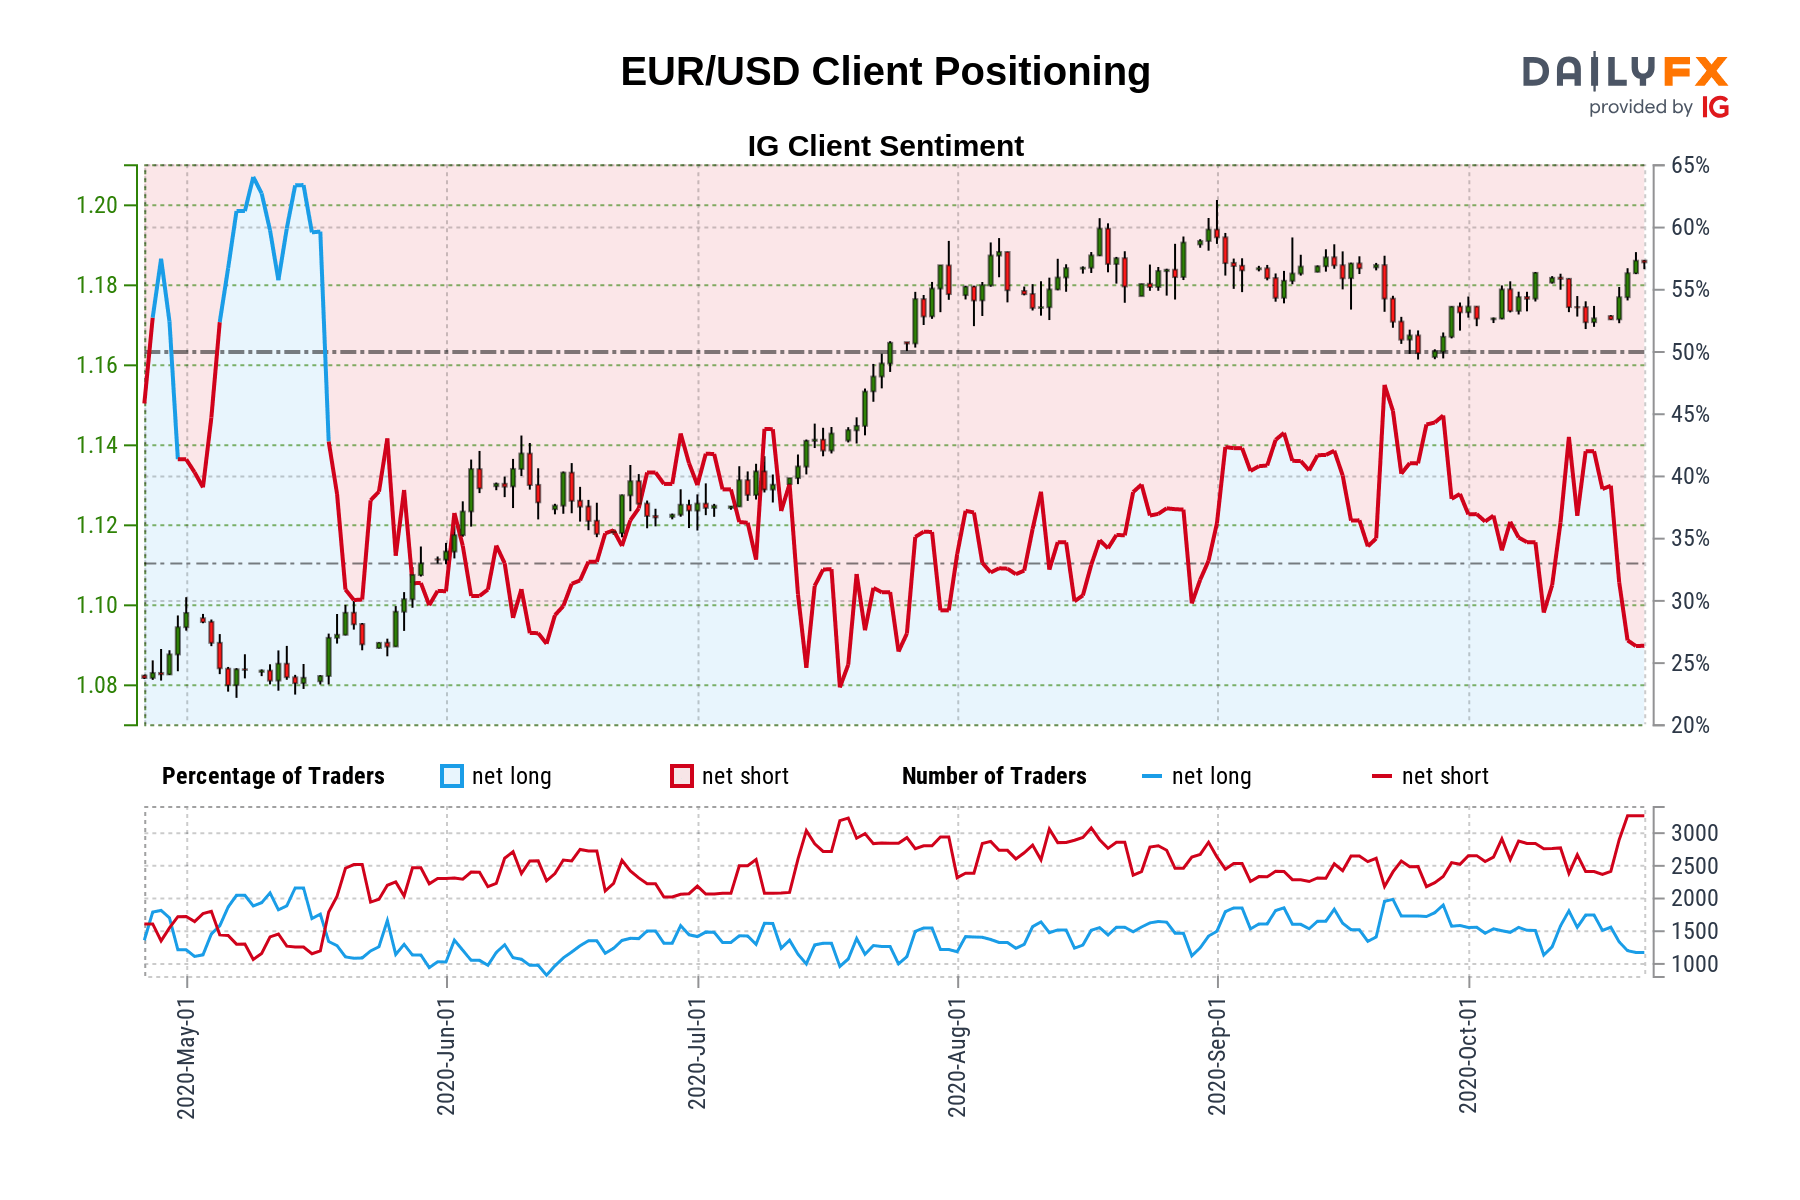 EUR/USD Client Positioning
DAILYFX
provided by IG
IG Client Sentiment
1.20
1.18
1.16
1.14
1.12
1.10
1.08
65%
60%
55%
50%
45%
40%
35%
30%
25%
20%
Percentage of Traders net long net short Number of Traders net long net short
3000
2500
2000
1500
1000
2020-May-01
2020-Jun-01
2020-Jul-01
2020-Aug-01
2020-Sep-01
2020-Oct-01